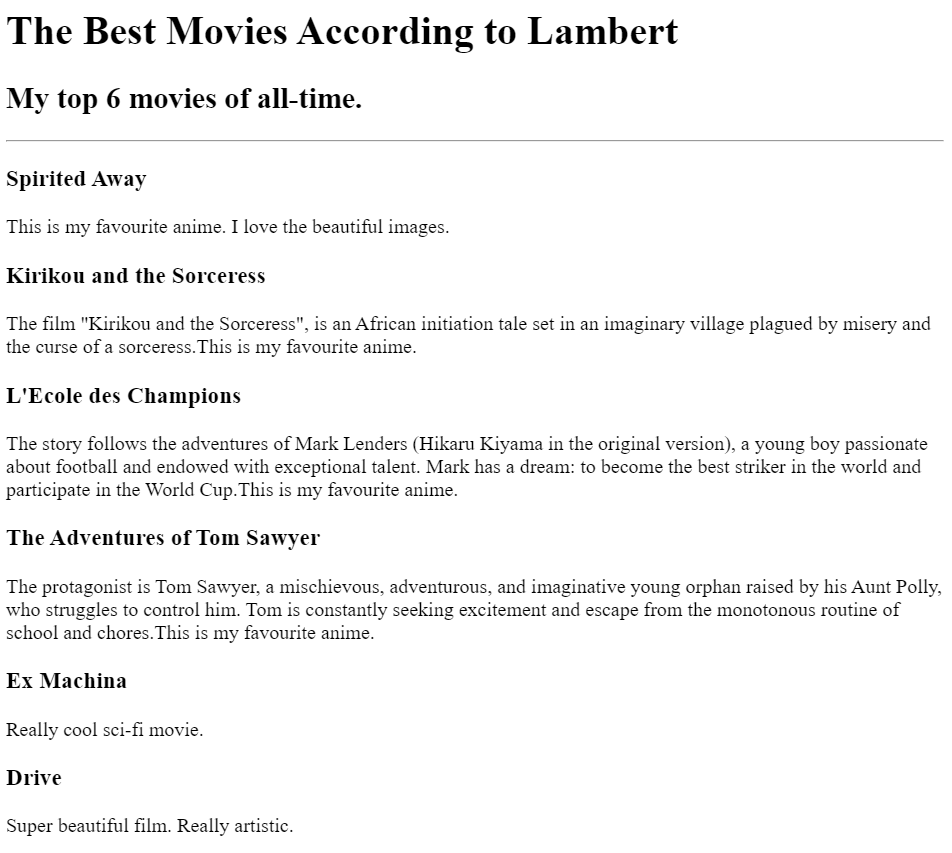 The Best Movies According to Lambert
My top 6 movies of all-time.
Spirited Away
This is my favourite anime. I love the beautiful images.
Kirikou and the Sorceress
The film "Kirikou and the Sorceress", is an African initiation tale set in an imaginary village plagued by misery and
the curse of a sorceress.This is my favourite anime.
L'Ecole des Champions
The story follows the adventures of Mark Lenders (Hikaru Kiyama in the original version), a young boy passionate
about football and endowed with exceptional talent. Mark has a dream: to become the best striker in the world and
participate in the World Cup.This is my favourite anime.
The Adventures of Tom Sawyer
The protagonist is Tom Sawyer, a mischievous, adventurous, and imaginative young orphan raised by his Aunt Polly,
who struggles to control him. Tom is constantly seeking excitement and escape from the monotonous routine of
school and chores.This is my favourite anime.
Ex Machina
Really cool sci-fi movie.
Drive
Super beautiful film. Really artistic.